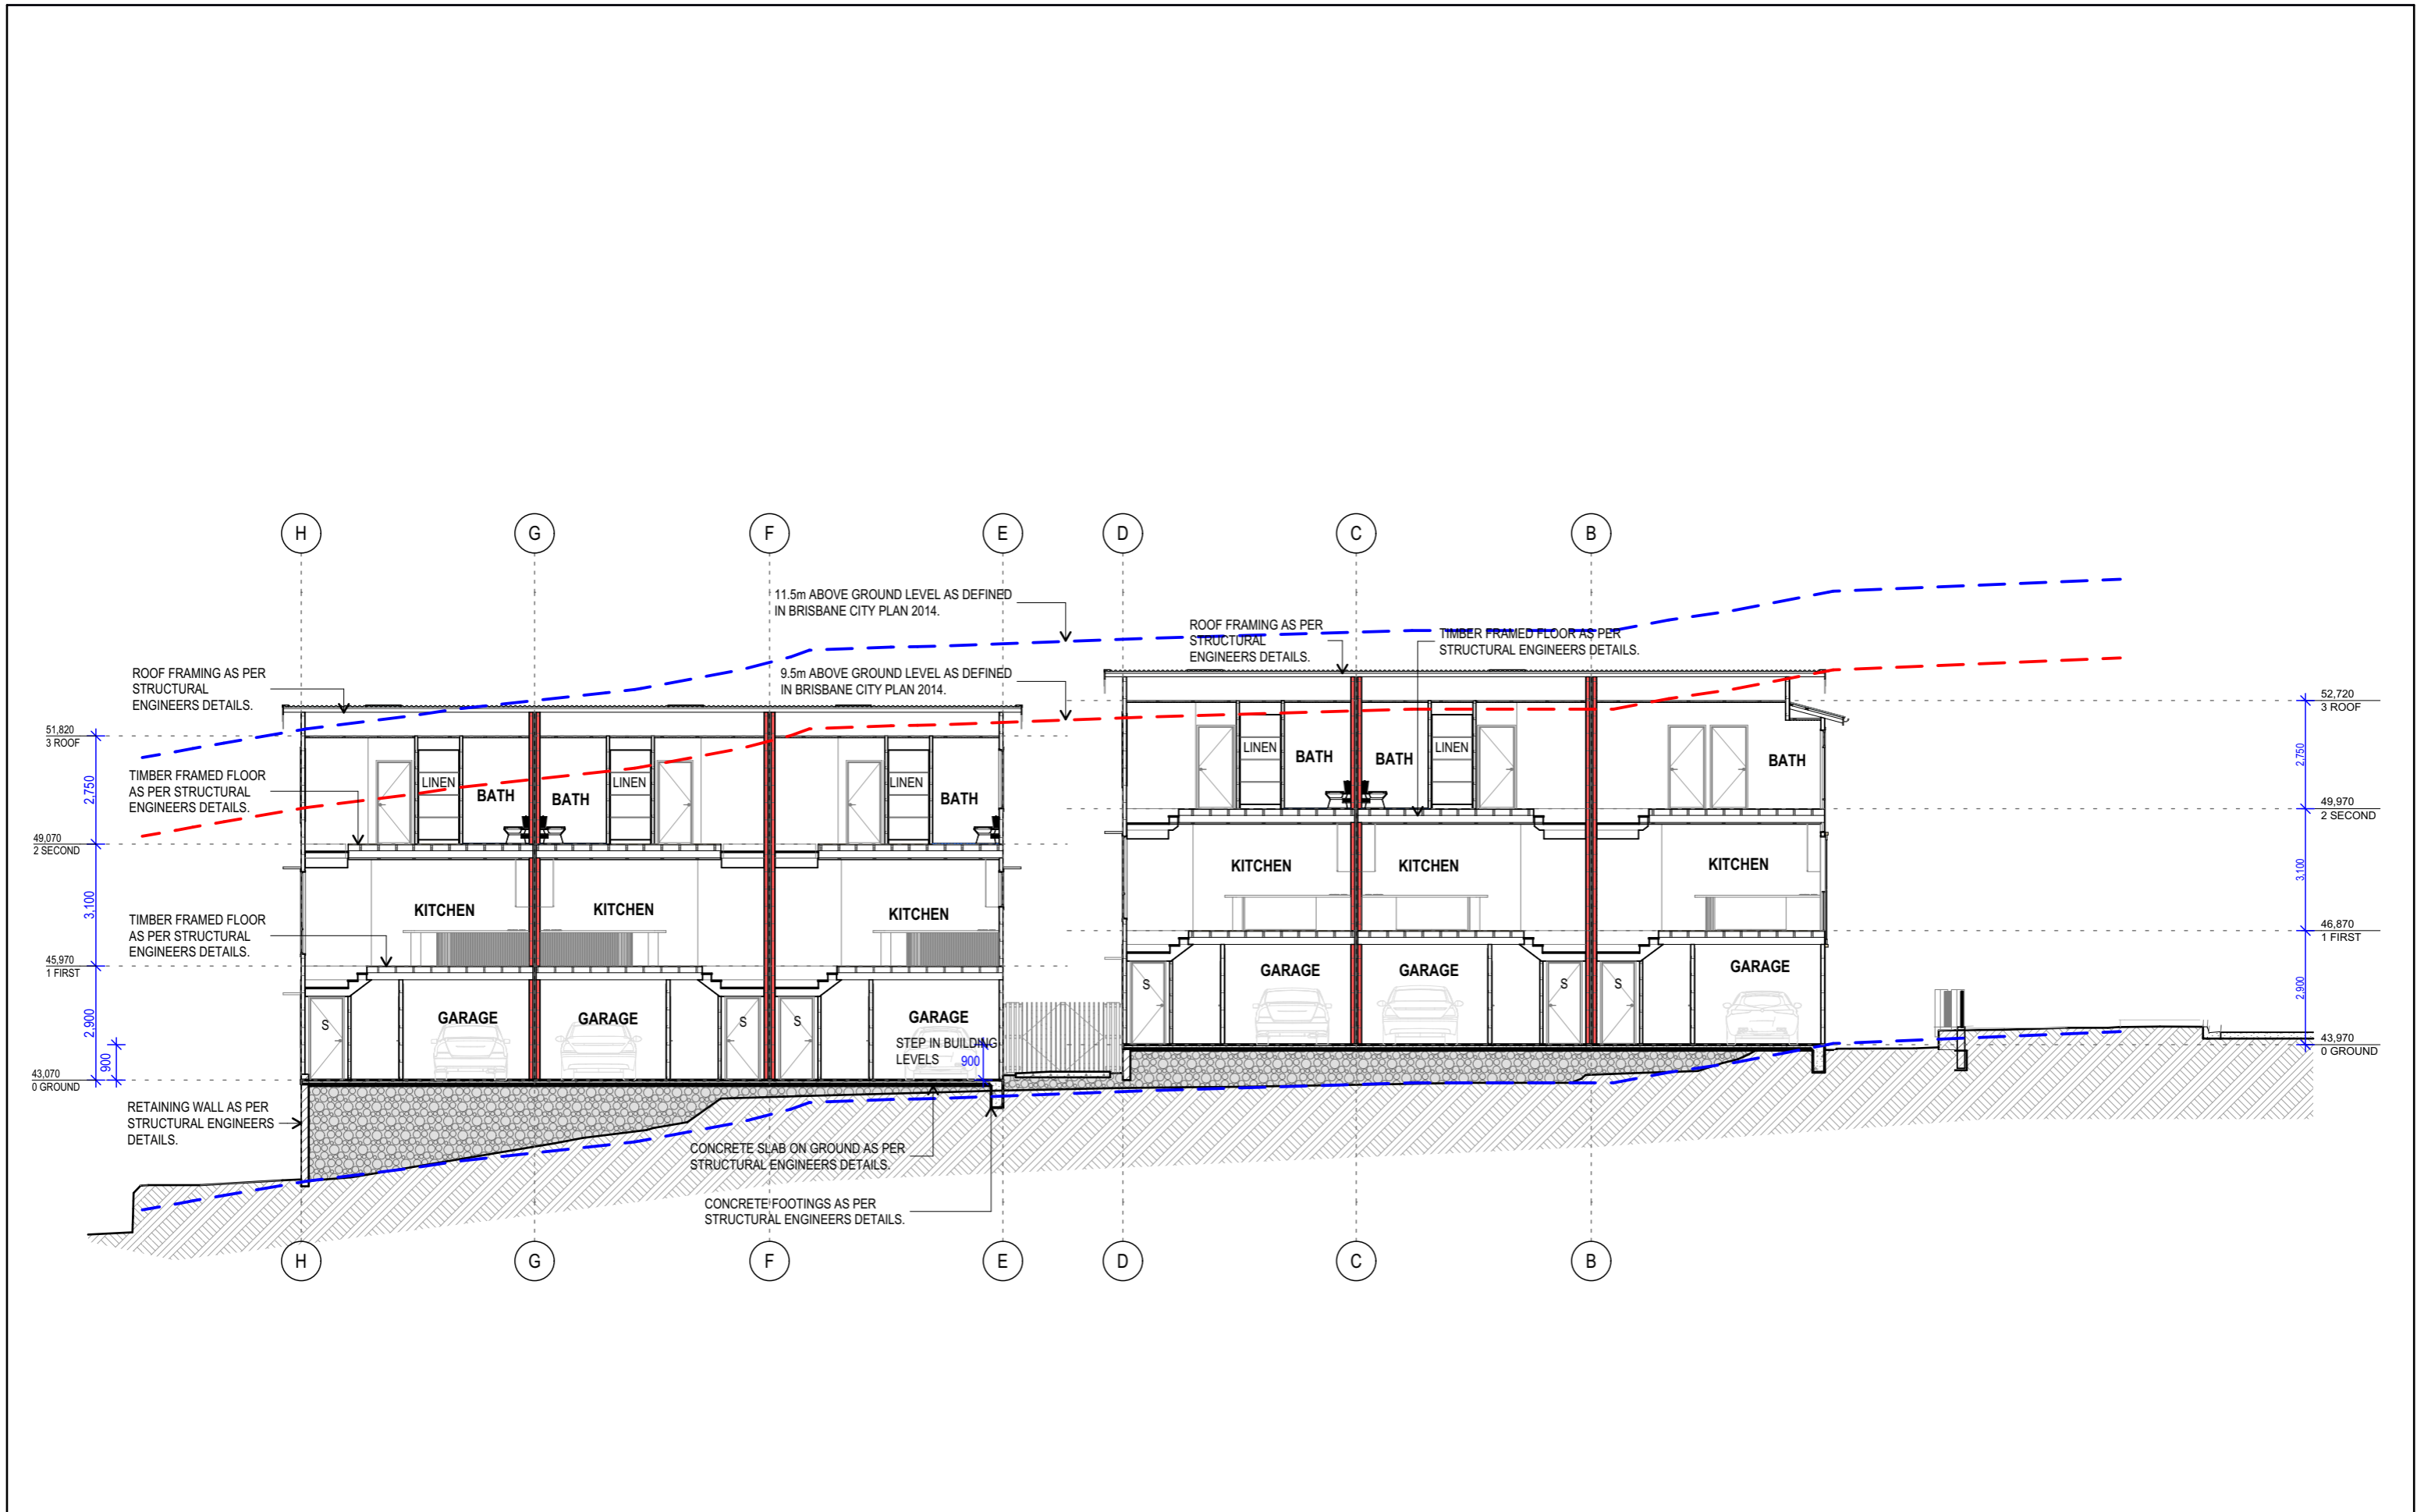 H
G
F
E
D
C
B
11.5m ABOVE GROUND LEVEL AS DEFINED
IN BRISBANE CITY PLAN 2014.
ROOF FRAMING AS PER
STRUCTURAL
ENGINEERS DETAILS.
TIMBER FRAMED FLOOR AS PER
STRUCTURAL ENGINEERS DETAILS.
9.5m ABOVE GROUND LEVEL AS DEFINED
IN BRISBANE CITY PLAN 2014.
ROOF FRAMING AS PER
STRUCTURAL
ENGINEERS DETAILS.
52,720
3 ROOF
51,820
3 ROOF
2,750
LINEN
BATH
BATH
LINEN
BATH
2,750
TIMBER FRAMED FLOOR
AS PER STRUCTURAL
ENGINEERS DETAILS.
LINEN
BATH
BATH
LINEN
LINEN
BATH
49,970
2 SECOND
49,070
2 SECOND
3,100
KITCHEN
KITCHEN
KITCHEN
3,100
KITCHEN
KITCHEN
KITCHEN
TIMBER FRAMED FLOOR
AS PER STRUCTURAL
ENGINEERS DETAILS.
46,870
1 FIRST
45,970
1 FIRST
2,900
S
GARAGE
GARAGE
S
S
GARAGE
2,900
S
GARAGE
GARAGE
S
S
GARAGE
STEP IN BUILDING
LEVELS
900
900
43,970
0 GROUND
43,070
0 GROUND
RETAINING WALL AS PER
STRUCTURAL ENGINEERS
DETAILS.
CONCRETE SLAB ON GROUND AS PER
STRUCTURAL ENGINEERS DETAILS.
CONCRETE FOOTINGS AS PER
STRUCTURAL ENGINEERS DETAILS.
H
G
F
E
D
C
B